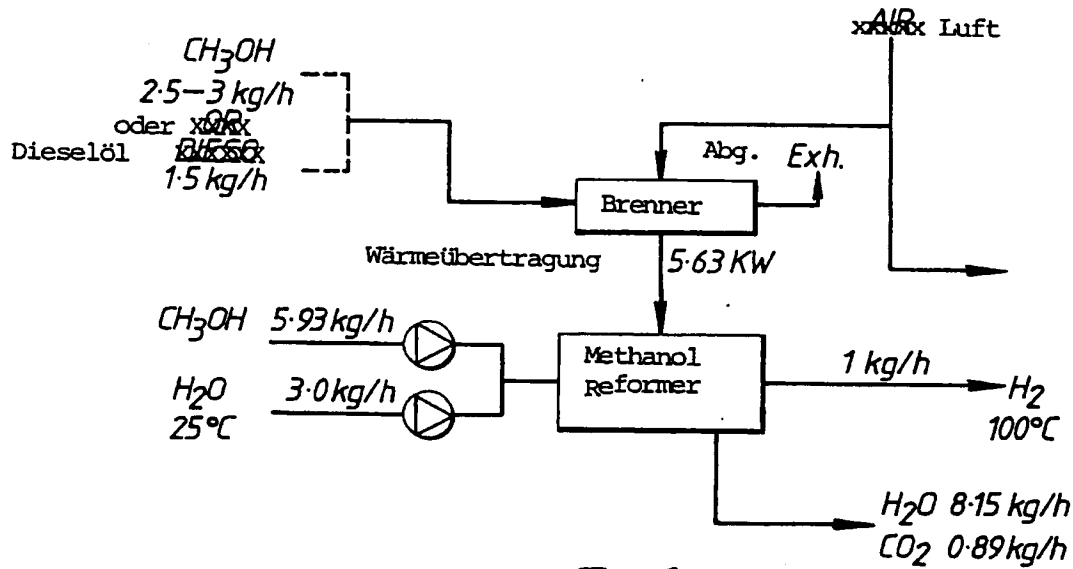 AIR Luft
CH3OH
2·5–3 kg/h
oder OR
Dieselöl
1·5 kg/h
Abg. Exh.
Brenner
Wärmeübertragung 5·63 KW
CH3OH 5·93 kg/h
H2O 3·0 kg/h
25°C
Methanol
Reformer
1 kg/h
H2
100°C
H2O 8·15 kg/h
CO2 0·89 kg/h